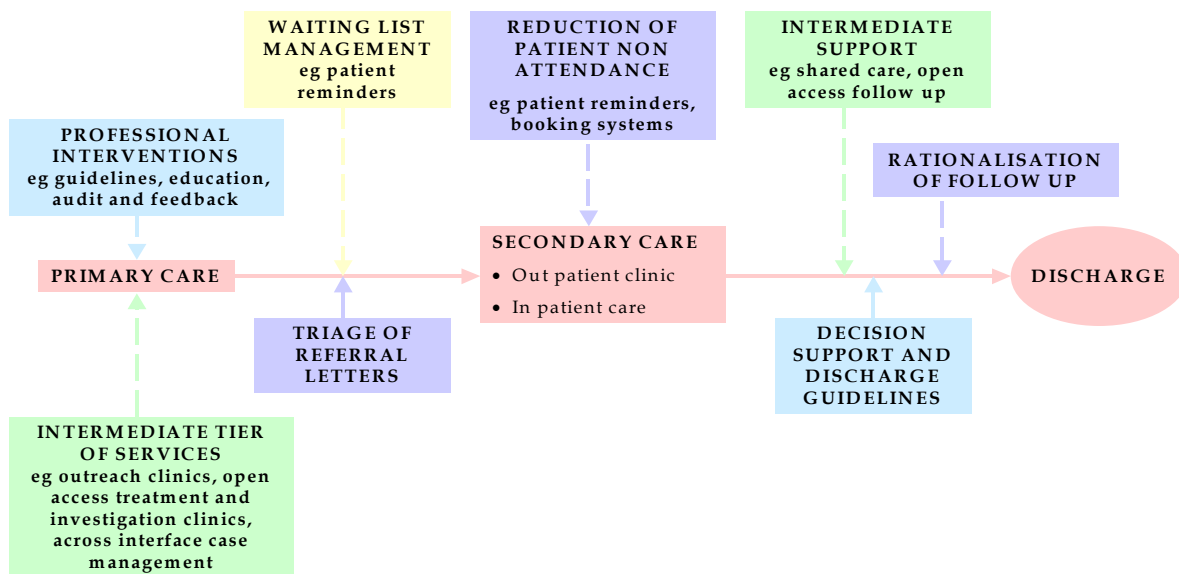 WAITING LIST
MANAGEMENT
eg patient
reminders
REDUCTION OF
PATIENT NON
ATTENDANCE
eg patient reminders,
booking systems
INTERMEDIATE
SUPPORT
eg shared care, open
access follow up
PROFESSIONAL
INTERVENTIONS
eg guidelines, education,
audit and feedback
RATIONALISATION
OF FOLLOW UP
PRIMARY CARE
SECONDARY CARE
• Out patient clinic
• In patient care
DISCHARGE
TRIAGE OF
REFERRAL
LETTERS
DECISION
SUPPORT AND
DISCHARGE
GUIDELINES
INTERMEDIATE TIER
OF SERVICES
eg outreach clinics, open
access treatment and
investigation clinics,
across interface case
management